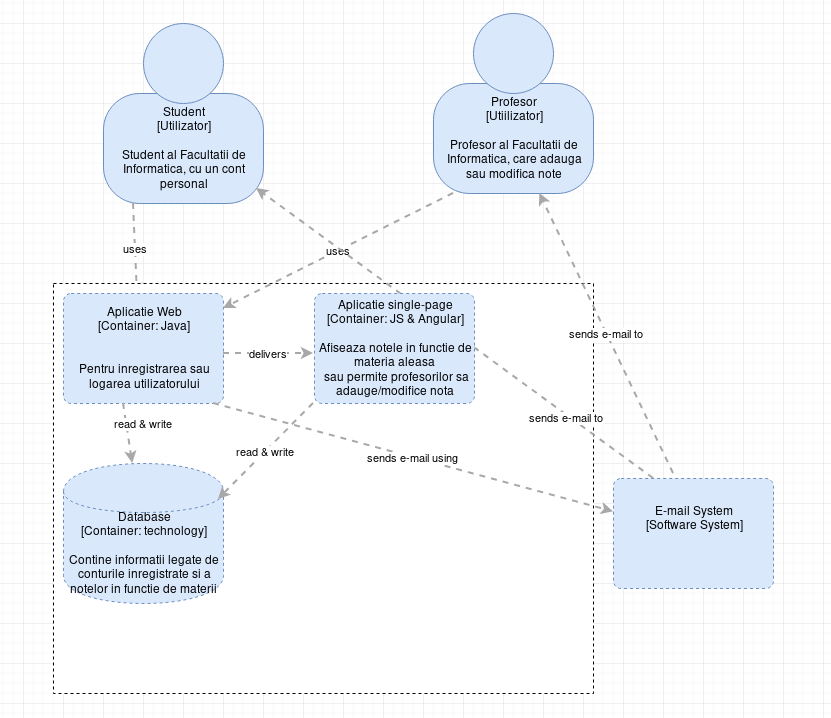 Student
[Utilizator]
Student al Facultatii de
Informatica, cu un cont
personal
Profesor
[Utiilizator]
Profesor al Facultatii de
Informatica, care adauga
sau modifica note
uses
uses
Aplicatie Web
[Container: Java]
Pentru inregistrarea sau
logarea utilizatorului
delivers
Aplicatie single-page
[Container: JS & Angular]
Afiseaza notele in functie de
materia aleasa
sau permite profesorilor sa
adauge/modifice nota
sends e-mail to
sends e-mail to
read & write
read & write
sends e-mail using
Database
[Container: technology]
Contine informatii legate de
conturile inregistrate si a
notelor in functie de materii
E-mail System
[Software System]